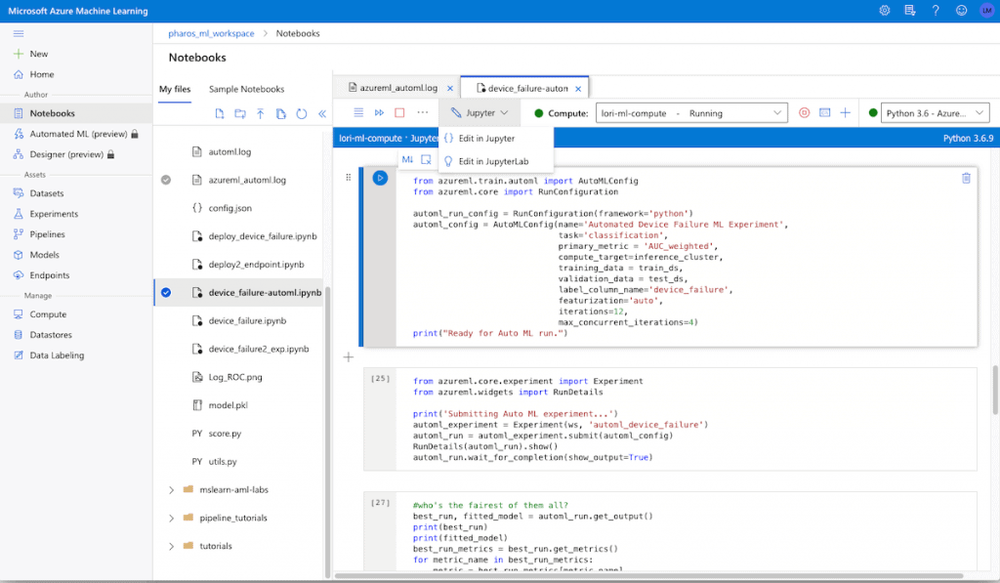 Microsoft Azure Machine Learning
LM
pharos_ml_workspace > Notebooks
New
Home
Author
Notebooks
Automated ML (preview)
Designer (preview)
Assets
Datasets
Experiments
Pipelines
Models
Endpoints
Manage
Compute
Datastores
Data Labeling
Notebooks
My files
Sample Notebooks
automl.log
azureml_automl.log
{} config.json
deploy_device_failure.ipynb
deploy2_endpoint.ipynb
device_failure-automl.ipynb
device_failure.ipynb
device_failure2_exp.ipynb
Log_ROC.png
model.pkl
PY score.py
PY utils.py
mslearn-aml-labs
pipeline_tutorials
tutorials
azureml_automl.log
device_failure-auton
Jupyter
Compute:
lori-ml-compute - Running
Python 3.6 - Azure...
lori-ml-compute · Jupyter
Python 3.6.9
{} Edit in Jupyter
Edit in JupyterLab
M↓
from azureml.train.automl import AutoMLConfig
from azureml.core import RunConfiguration
automl_run_config = RunConfiguration(framework='python')
automl_config = AutoMLConfig(name='Automated Device Failure ML Experiment',
task='classification',
primary_metric = 'AUC_weighted',
compute_target=inference_cluster,
training_data = train_ds,
validation_data = test_ds,
label_column_name='device_failure',
featurization='auto',
iterations=12,
max_concurrent_iterations=4)
print("Ready for Auto ML run.")
[25]
from azureml.core.experiment import Experiment
from azureml.widgets import RunDetails
print('Submitting Auto ML experiment...')
automl_experiment = Experiment(ws, 'automl_device_failure')
automl_run = automl_experiment.submit(automl_config)
RunDetails(automl_run).show()
automl_run.wait_for_completion(show_output=True)
[27]
#who's the fairest of them all?
best_run, fitted_model = automl_run.get_output()
print(best_run)
print(fitted_model)
best_run_metrics = best_run.get_metrics()
for metric_name in best_run_metrics:
metric = best_run_metrics[metric_name]